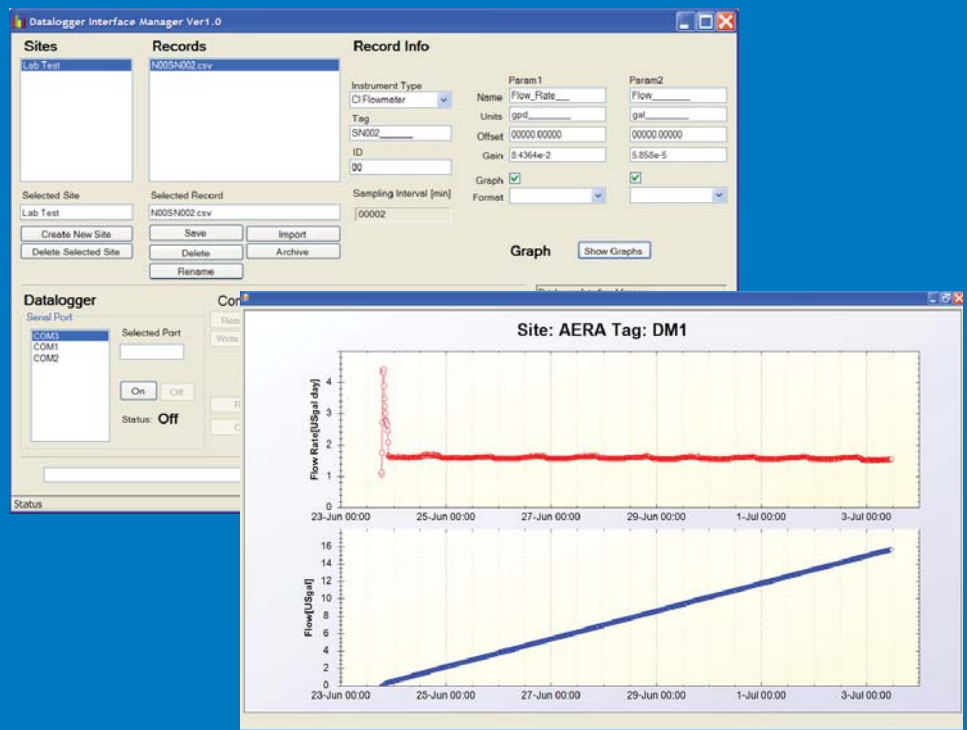 Datalogger Interface Manager Ver1.0
Sites
Records
Record Info
Lab Test
N00SN002.csv
Instrument Type
CI Flowmeter
Tag
SN002______
ID
00
Sampling Interval [min]
00002
Param1
Param2
Name
Flow_Rate___
Flow________
Units
gpd_________
gal_________
Offset
00000.00000
00000.00000
Gain
8.4364e-2
5.858e-5
Graph
Format
Selected Site
Lab Test
Selected Record
N00SN002.csv
Create New Site
Delete Selected Site
Save
Import
Delete
Archive
Rename
Graph
Show Graphs
Datalogger
Serial Port
COM3
COM1
COM2
Selected Port
On
Off
Status: Off
Status
Site: AERA Tag: DM1
Flow Rate[USgal day]
4
3
2
1
0
23-Jun 00:00 25-Jun 00:00 27-Jun 00:00 29-Jun 00:00 1-Jul 00:00 3-Jul 00:00
Flow[USgal]
16
14
12
10
8
6
4
2
0
23-Jun 00:00 25-Jun 00:00 27-Jun 00:00 29-Jun 00:00 1-Jul 00:00 3-Jul 00:00